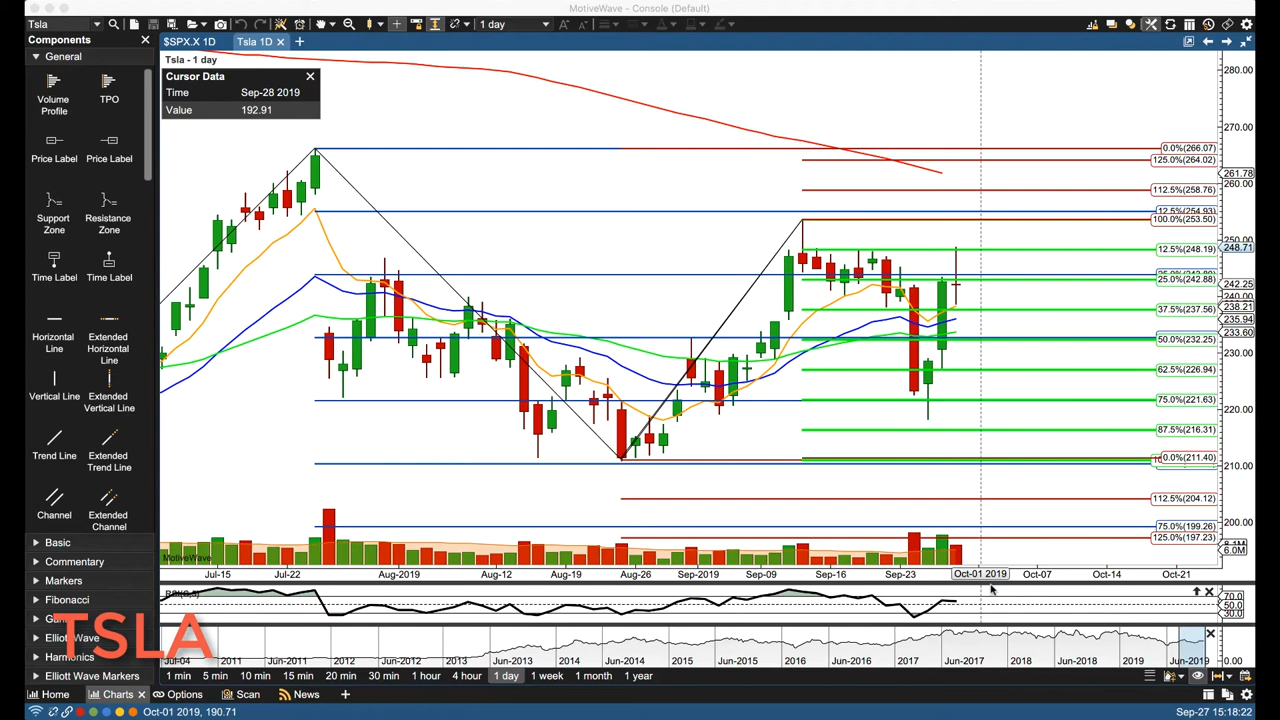 MotiveWave - Console (Default)
Tsla
1 day
Components
$SPX.X 1D
Tsla 1D
General
Volume Profile
TPO
Price Label
Price Label
Support Zone
Resistance Zone
Time Label
Time Label
Horizontal Line
Extended Horizontal Line
Vertical Line
Extended Vertical Line
Trend Line
Extended Trend Line
Channel
Extended Channel
Basic
Commentary
Markers
Fibonacci
Elliott Wave
Harmonics
Elliott Wave Markers
TSLA
Tsla - 1 day
Cursor Data
Time Sep-28 2019
Value 192.91
0.0%(266.07)
125.0%(264.02)
112.5%(258.76)
12.5%(254.93)
100.0%(253.50)
12.5%(248.19)
25.0%(242.88)
37.5%(237.56)
50.0%(232.25)
62.5%(226.94)
75.0%(221.63)
87.5%(216.31)
0.0%(211.40)
112.5%(204.12)
75.0%(199.26)
125.0%(197.23)
280.00
270.00
261.78
260.00
250.00
248.71
242.25
240.00
238.21
235.94
233.60
230.00
220.00
210.00
200.00
6.0M
MotiveWave
Jul-15 Jul-22 Aug-2019 Aug-12 Aug-19 Aug-26 Sep-2019 Sep-09 Sep-16 Sep-23 Oct-01 2019 Oct-07 Oct-14 Oct-21
70.0
50.0
30.0
0.00
Jul-04 2011 Jun-2011 2012 Jun-2012 2013 Jun-2013 2014 Jun-2014 2015 Jun-2015 2016 Jun-2016 2017 Jun-2017 2018 Jun-2018 2019 Jun-2019
1 min 5 min 10 min 15 min 20 min 30 min 1 hour 4 hour 1 day 1 week 1 month 1 year
Home Charts Options Scan News
Oct-01 2019, 190.71
Sep-27 15:18:22